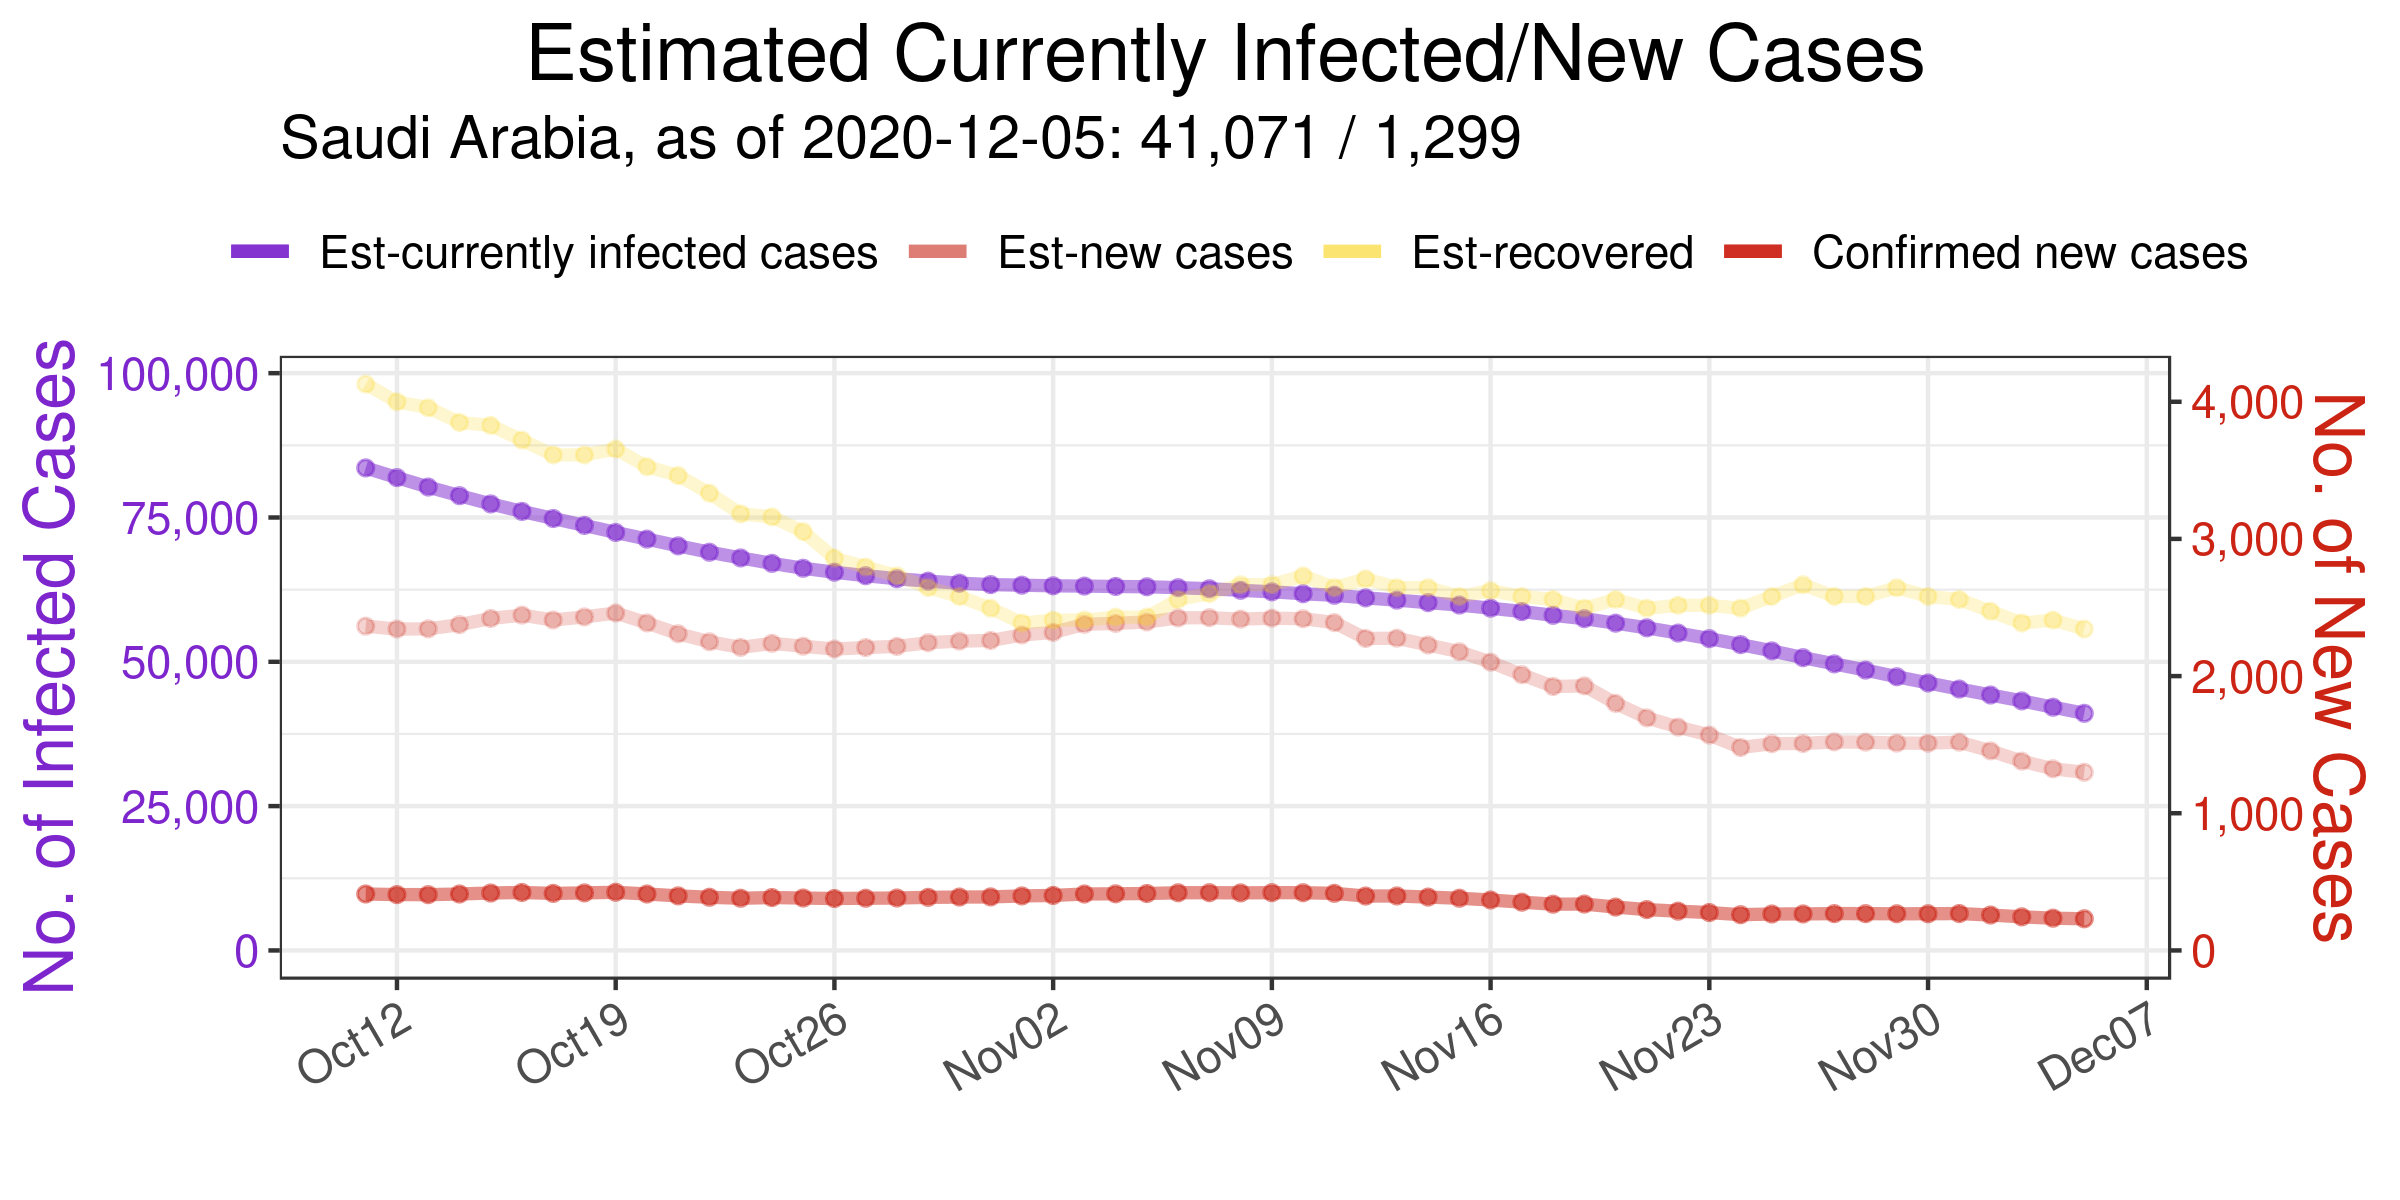 Estimated Currently Infected/New Cases
Saudi Arabia, as of 2020-12-05: 41,071 / 1,299
Est-currently infected cases Est-new cases Est-recovered Confirmed new cases
No. of Infected Cases
100,000
75,000
50,000
25,000
0
4,000
3,000
2,000
1,000
0
No. of New Cases
Oct12 Oct19 Oct26 Nov02 Nov09 Nov16 Nov23 Nov30 Dec07